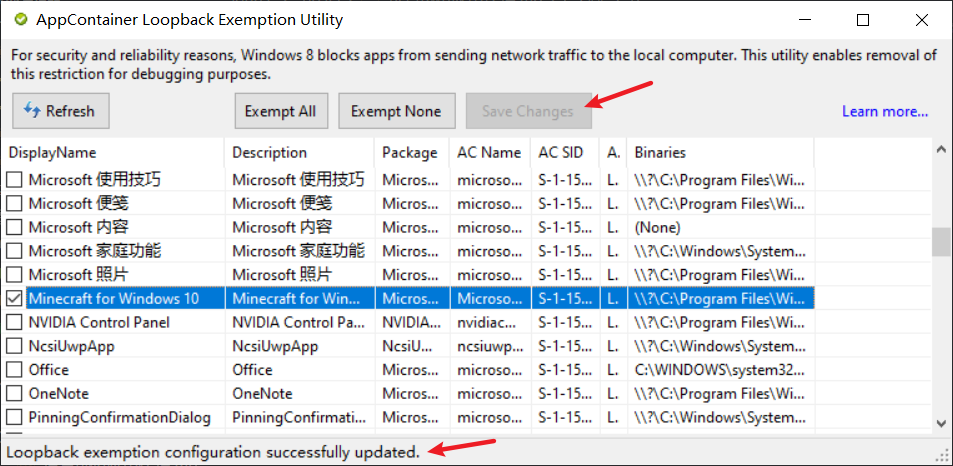 AppContainer Loopback Exemption Utility
For security and reliability reasons, Windows 8 blocks apps from sending network traffic to the local computer. This utility enables removal of
this restriction for debugging purposes.
Refresh Exempt All Exempt None Save Changes Learn more...
DisplayName Description Package AC Name AC SID A. Binaries
Microsoft 使用技巧 Microsoft 使用技巧 Micros... microso... S-1-15... L. \\?\C:\Program Files\Wi...
Microsoft 便笺 Microsoft 便笺 Micros... microso... S-1-15... L. \\?\C:\Program Files\Wi...
Microsoft 内容 Microsoft 内容 Micros... microso... S-1-15... L. (None)
Microsoft 家庭功能 Microsoft 家庭功能 Micros... microso... S-1-15... L. \\?\C:\Windows\System...
Microsoft 照片 Microsoft 照片 Micros... microso... S-1-15... L. \\?\C:\Program Files\Wi...
Minecraft for Windows 10 Minecraft for Win... Micros... Microso... S-1-15... L. \\?\C:\Program Files\Wi...
NVIDIA Control Panel NVIDIA Control Pa... NVIDIA... nvidiac... S-1-15... L. \\?\C:\Program Files\Wi...
NcsiUwpApp NcsiUwpApp NcsiU... ncsiuwp... S-1-15... L. \\?\C:\Windows\System...
Office Office Micros... microso... S-1-15... L. C:\WINDOWS\system32...
OneNote OneNote Micros... microso... S-1-15... L. \\?\C:\Program Files\Wi...
PinningConfirmationDialog PinningConfirmati... Micros... microso... S-1-15... L. \\?\C:\Windows\System...
Loopback exemption configuration successfully updated.